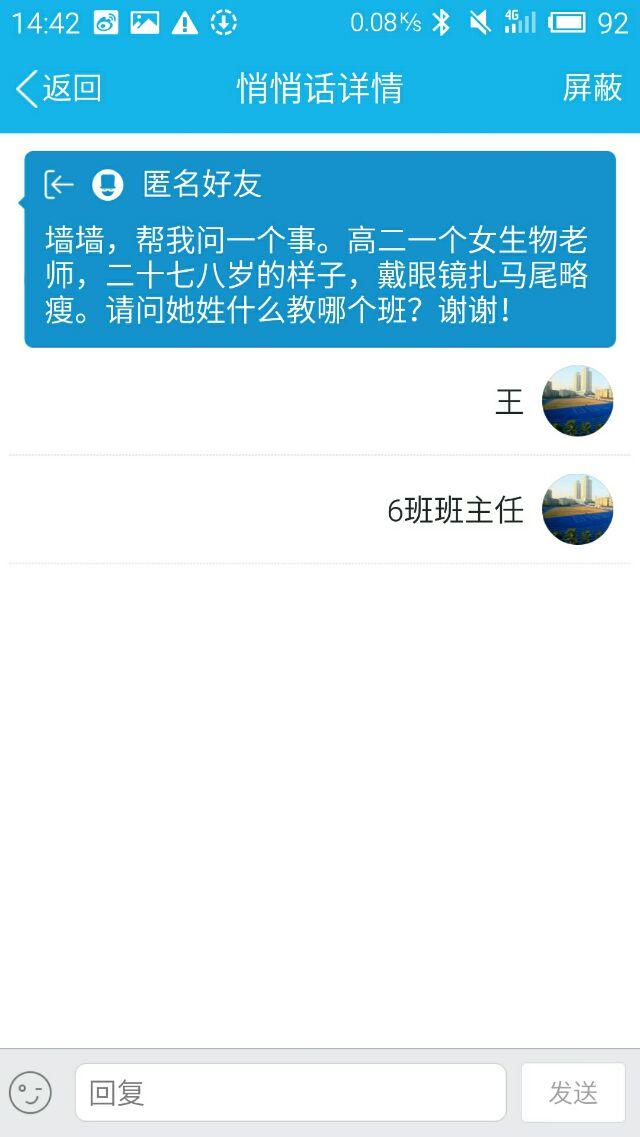 14:42 0.08K/s 4G 92
返回 悄悄话详情 屏蔽
匿名好友
墙墙，帮我问一个事。高二一个女生物老
师，二十七八岁的样子，戴眼镜扎马尾略
瘦。请问她姓什么教哪个班？谢谢！
王
6班班主任
回复 发送